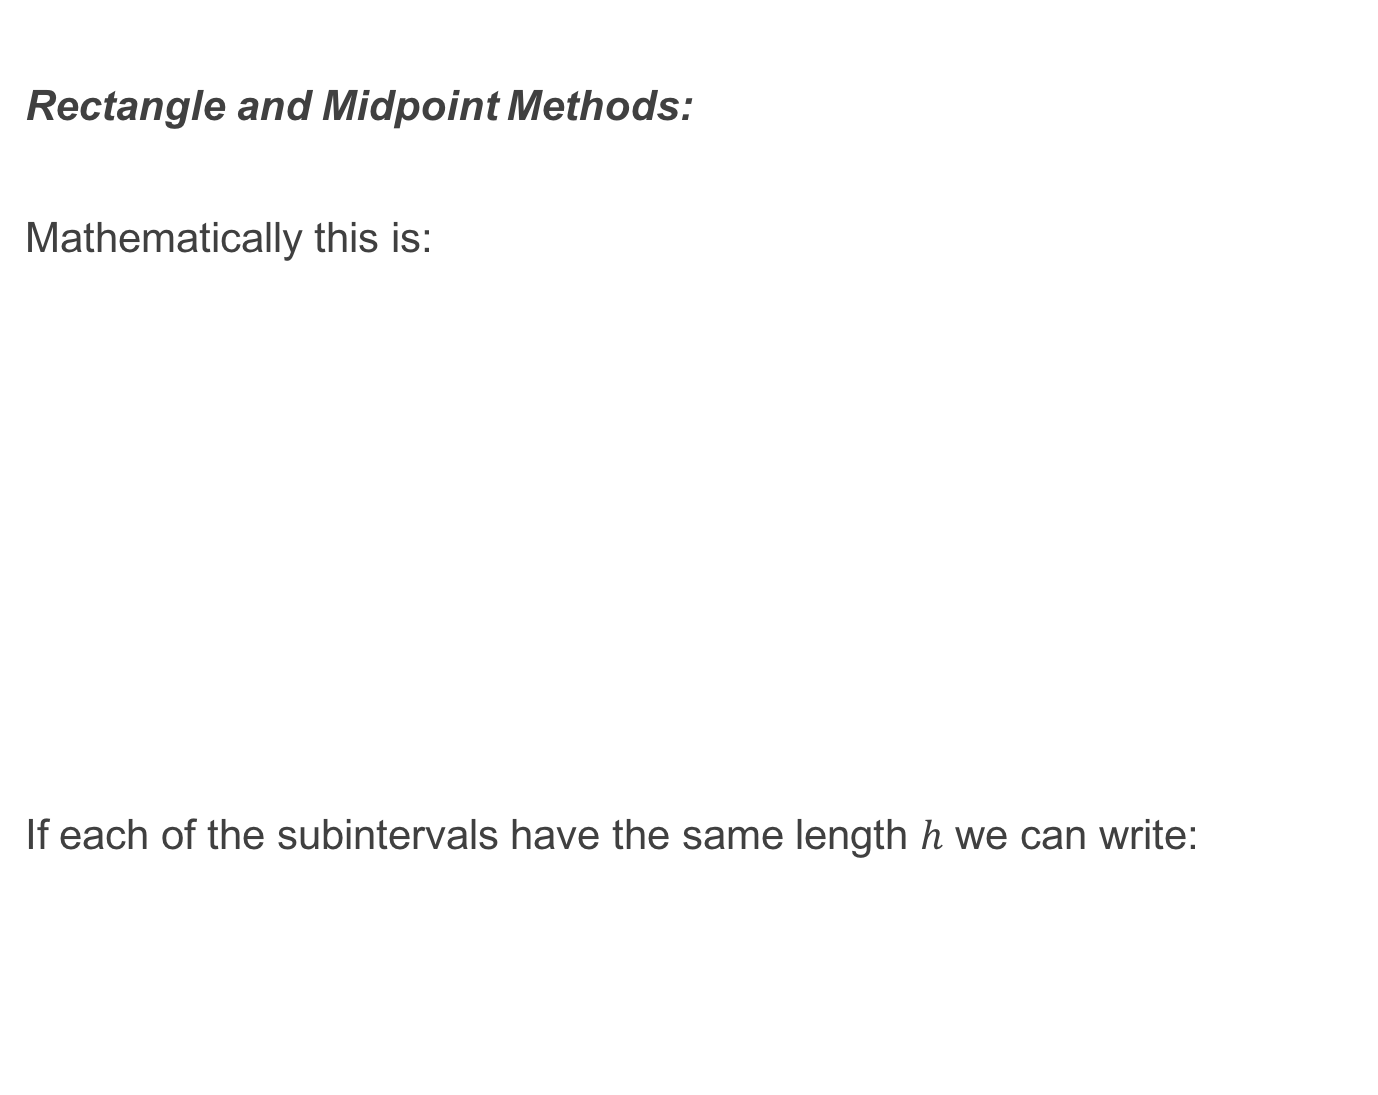 Rectangle and Midpoint Methods:
Mathematically this is:
If each of the subintervals have the same length ℎ we can write: